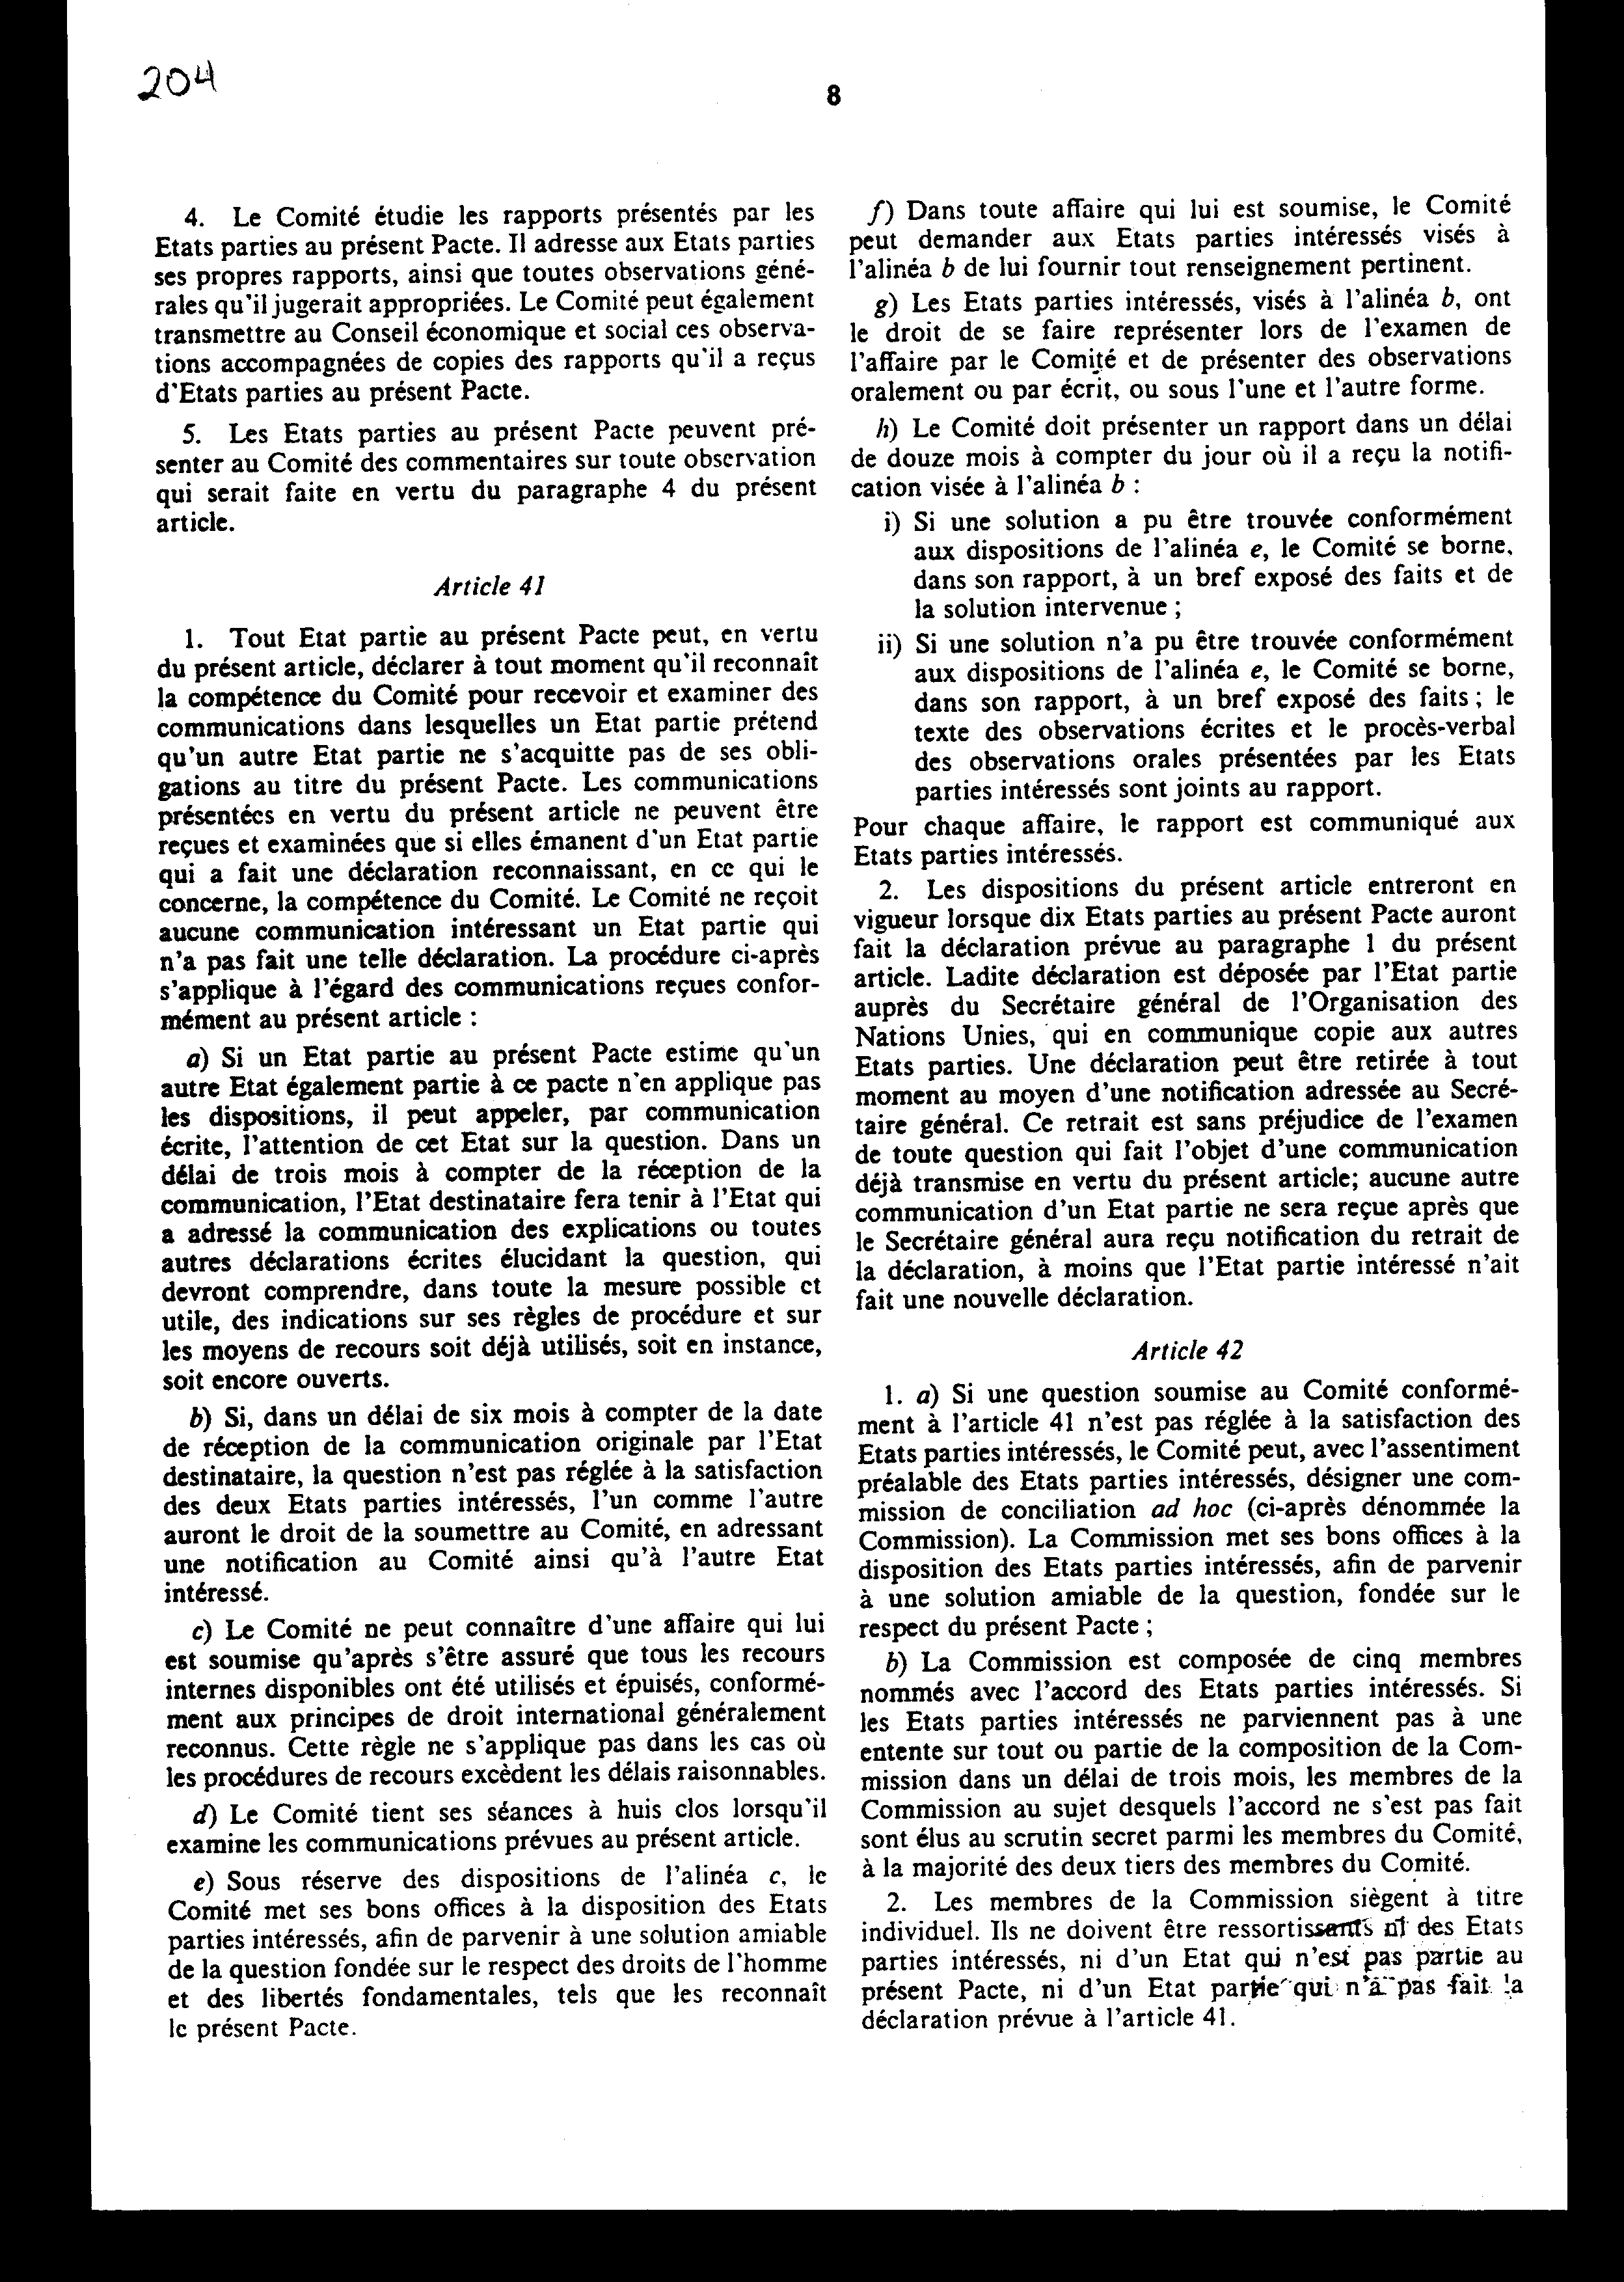 204
8
4. Le Comité étudie les rapports présentés par les
Etats parties au présent Pacte. Il adresse aux Etats parties
ses propres rapports, ainsi que toutes observations géné-
rales qu'il jugerait appropriées. Le Comité peut également
transmettre au Conseil économique et social ces observa-
tions accompagnées de copies des rapports qu'il a reçus
d'Etats parties au présent Pacte.
5. Les Etats parties au présent Pacte peuvent pré-
senter au Comité des commentaires sur toute observation
qui serait faite en vertu du paragraphe 4 du présent
article.
Article 41
1. Tout Etat partie au présent Pacte peut, en vertu
du présent article, déclarer à tout moment qu'il reconnaît
la compétence du Comité pour recevoir et examiner des
communications dans lesquelles un Etat partie prétend
qu'un autre Etat partie ne s'acquitte pas de ses obli-
gations au titre du présent Pacte. Les communications
présentées en vertu du présent article ne peuvent être
reçues et examinées que si elles émanent d'un Etat partie
qui a fait une déclaration reconnaissant, en ce qui le
concerne, la compétence du Comité. Le Comité ne reçoit
aucune communication intéressant un Etat partie qui
n'a pas fait une telle déclaration. La procédure ci-après
s'applique à l'égard des communications reçues confor-
mément au présent article :
a) Si un Etat partie au présent Pacte estime qu'un
autre Etat également partie à ce pacte n'en applique pas
les dispositions, il peut appeler, par communication
écrite, l'attention de cet Etat sur la question. Dans un
délai de trois mois à compter de la réception de la
communication, l'Etat destinataire fera tenir à l'Etat qui
a adressé la communication des explications ou toutes
autres déclarations écrites élucidant la question, qui
devront comprendre, dans toute la mesure possible et
utile, des indications sur ses règles de procédure et sur
les moyens de recours soit déjà utilisés, soit en instance,
soit encore ouverts.
b) Si, dans un délai de six mois à compter de la date
de réception de la communication originale par l'Etat
destinataire, la question n'est pas réglée à la satisfaction
des deux Etats parties intéressés, l'un comme l'autre
auront le droit de la soumettre au Comité, en adressant
une notification au Comité ainsi qu'à l'autre Etat
intéressé.
c) Le Comité ne peut connaître d'une affaire qui lui
est soumise qu'après s'être assuré que tous les recours
internes disponibles ont été utilisés et épuisés, conformé-
ment aux principes de droit international généralement
reconnus. Cette règle ne s'applique pas dans les cas où
les procédures de recours excèdent les délais raisonnables.
d) Le Comité tient ses séances à huis clos lorsqu'il
examine les communications prévues au présent article.
e) Sous réserve des dispositions de l'alinéa c, le
Comité met ses bons offices à la disposition des Etats
parties intéressés, afin de parvenir à une solution amiable
de la question fondée sur le respect des droits de l'homme
et des libertés fondamentales, tels que les reconnaît
le présent Pacte.
f) Dans toute affaire qui lui est soumise, le Comité
peut demander aux Etats parties intéressés visés à
l'alinéa b de lui fournir tout renseignement pertinent.
g) Les Etats parties intéressés, visés à l'alinéa b, ont
le droit de se faire représenter lors de l'examen de
l'affaire par le Comité et de présenter des observations
oralement ou par écrit, ou sous l'une et l'autre forme.
h) Le Comité doit présenter un rapport dans un délai
de douze mois à compter du jour où il a reçu la notifi-
cation visée à l'alinéa b :
i) Si une solution a pu être trouvée conformément
aux dispositions de l'alinéa e, le Comité se borne,
dans son rapport, à un bref exposé des faits et de
la solution intervenue ;
ii) Si une solution n'a pu être trouvée conformément
aux dispositions de l'alinéa e, le Comité se borne,
dans son rapport, à un bref exposé des faits ; le
texte des observations écrites et le procès-verbal
des observations orales présentées par les Etats
parties intéressés sont joints au rapport.
Pour chaque affaire, le rapport est communiqué aux
Etats parties intéressés.
2. Les dispositions du présent article entreront en
vigueur lorsque dix Etats parties au présent Pacte auront
fait la déclaration prévue au paragraphe 1 du présent
article. Ladite déclaration est déposée par l'Etat partie
auprès du Secrétaire général de l'Organisation des
Nations Unies, qui en communique copie aux autres
Etats parties. Une déclaration peut être retirée à tout
moment au moyen d'une notification adressée au Secré-
taire général. Ce retrait est sans préjudice de l'examen
de toute question qui fait l'objet d'une communication
déjà transmise en vertu du présent article; aucune autre
communication d'un Etat partie ne sera reçue après que
le Secrétaire général aura reçu notification du retrait de
la déclaration, à moins que l'Etat partie intéressé n'ait
fait une nouvelle déclaration.
Article 42
1. a) Si une question soumise au Comité conformé-
ment à l'article 41 n'est pas réglée à la satisfaction des
Etats parties intéressés, le Comité peut, avec l'assentiment
préalable des Etats parties intéressés, désigner une com-
mission de conciliation ad hoc (ci-après dénommée la
Commission). La Commission met ses bons offices à la
disposition des Etats parties intéressés, afin de parvenir
à une solution amiable de la question, fondée sur le
respect du présent Pacte ;
b) La Commission est composée de cinq membres
nommés avec l'accord des Etats parties intéressés. Si
les Etats parties intéressés ne parviennent pas à une
entente sur tout ou partie de la composition de la Com-
mission dans un délai de trois mois, les membres de la
Commission au sujet desquels l'accord ne s'est pas fait
sont élus au scrutin secret parmi les membres du Comité,
à la majorité des deux tiers des membres du Comité.
2. Les membres de la Commission siègent à titre
individuel. Ils ne doivent être ressortissants ni des Etats
parties intéressés, ni d'un Etat qui n'est pas partie au
présent Pacte, ni d'un Etat partie qui n'a pas fait la
déclaration prévue à l'article 41.